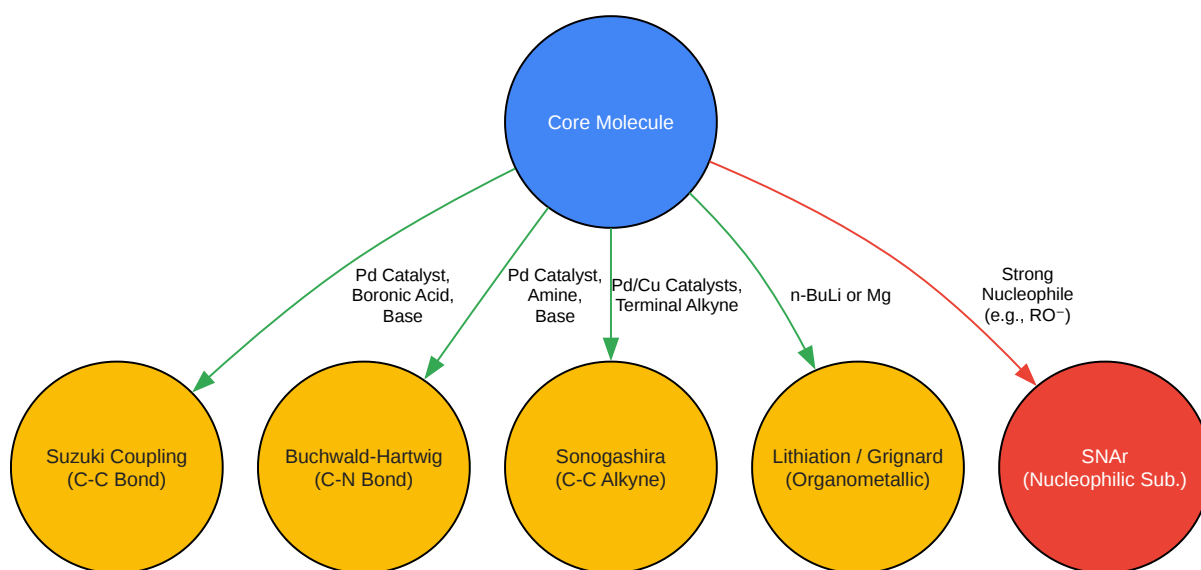 Core Molecule
Pd Catalyst,
Boronic Acid,
Base
Pd Catalyst,
Amine,
Base
Pd/Cu Catalysts,
Terminal Alkyne
n-BuLi or Mg
Strong
Nucleophile
(e.g., RO⁻)
Suzuki Coupling
(C-C Bond)
Buchwald-Hartwig
(C-N Bond)
Sonogashira
(C-C Alkyne)
Lithiation / Grignard
(Organometallic)
SNAr
(Nucleophilic Sub.)